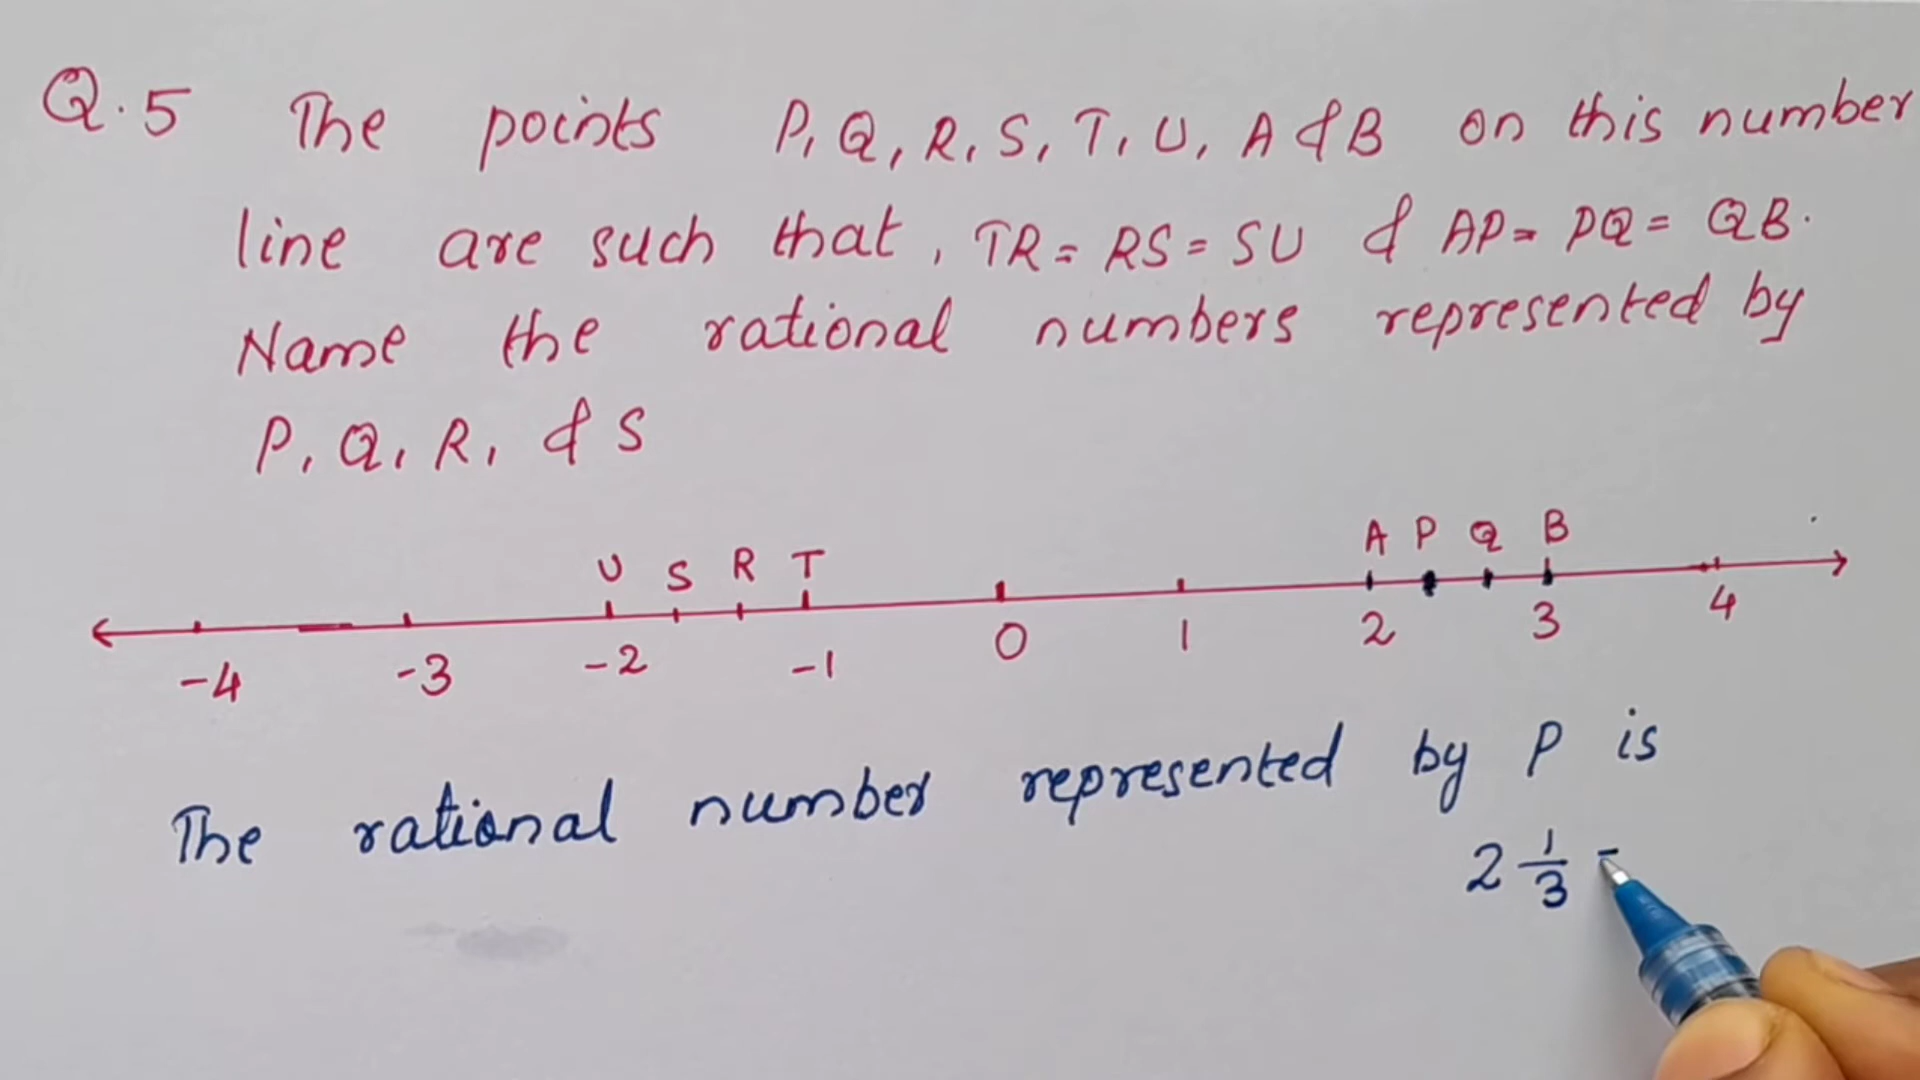 Q.5 The points P, Q, R, S, T, U, A & B on this number
line are such that, TR = RS = SU & AP = PQ = QB.
Name the rational numbers represented by
P, Q, R, & S
U S R T A P Q B
-4 -3 -2 -1 0 1 2 3 4
The rational number represented by P is
2 1/3 =